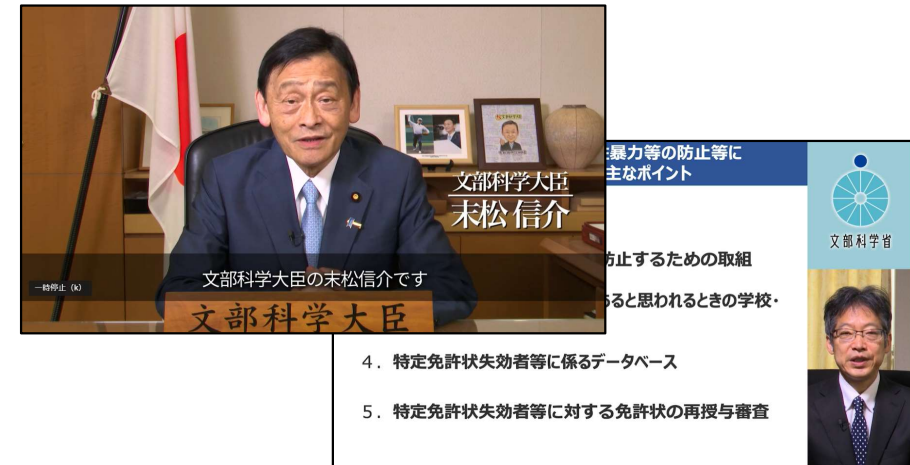 文部科学大臣
末松 信介
文部科学大臣の末松信介です
一時停止（k）
文部科学大臣
暴力等の防止等に
主なポイント
防止するための取組
あると思われるときの学校・
４．特定免許状失効者等に係るデータベース
５．特定免許状失効者等に対する免許状の再授与審査
文部科学省